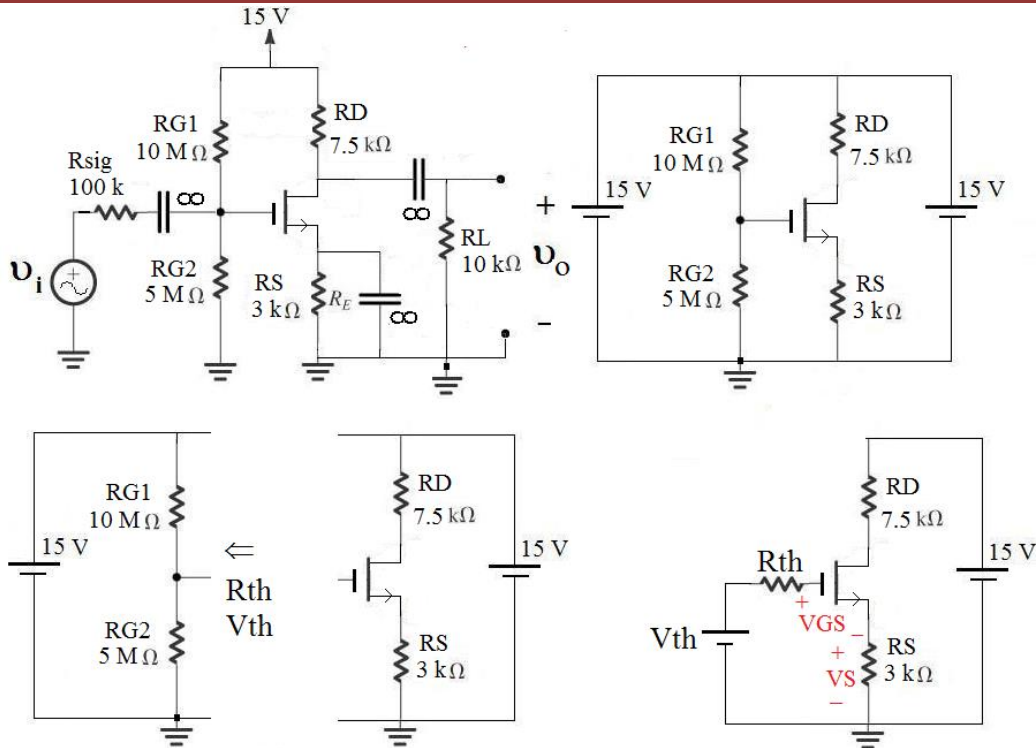 15 V
RD
7.5 kΩ
RG1
10 MΩ
Rsig
100 k
∞
∞
υi
+
RG2
5 MΩ
RS
3 kΩ
RE
∞
RL
10 kΩ
+
υo
−
15 V
RG1
10 MΩ
RD
7.5 kΩ
15 V
RG2
5 MΩ
RS
3 kΩ
15 V
RG1
10 MΩ
⇐
Rth
Vth
RG2
5 MΩ
RD
7.5 kΩ
15 V
RS
3 kΩ
RD
7.5 kΩ
15 V
Rth
+
VGS −
Vth
+
VS
−
RS
3 kΩ